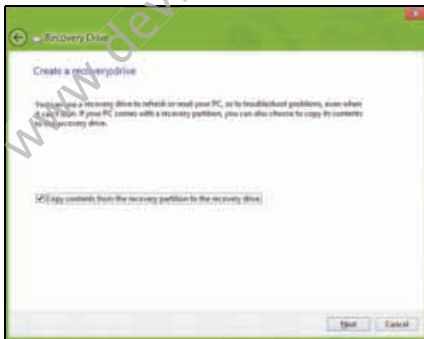 Recovery Drive
Create a recovery drive
You can use a recovery drive to refresh or reset your PC, or to troubleshoot problems, even when
it can't start. If your PC comes with a recovery partition, you can also choose to copy its contents
to the recovery drive.
Copy contents from the recovery partition to the recovery drive.
Next Cancel
www.dev